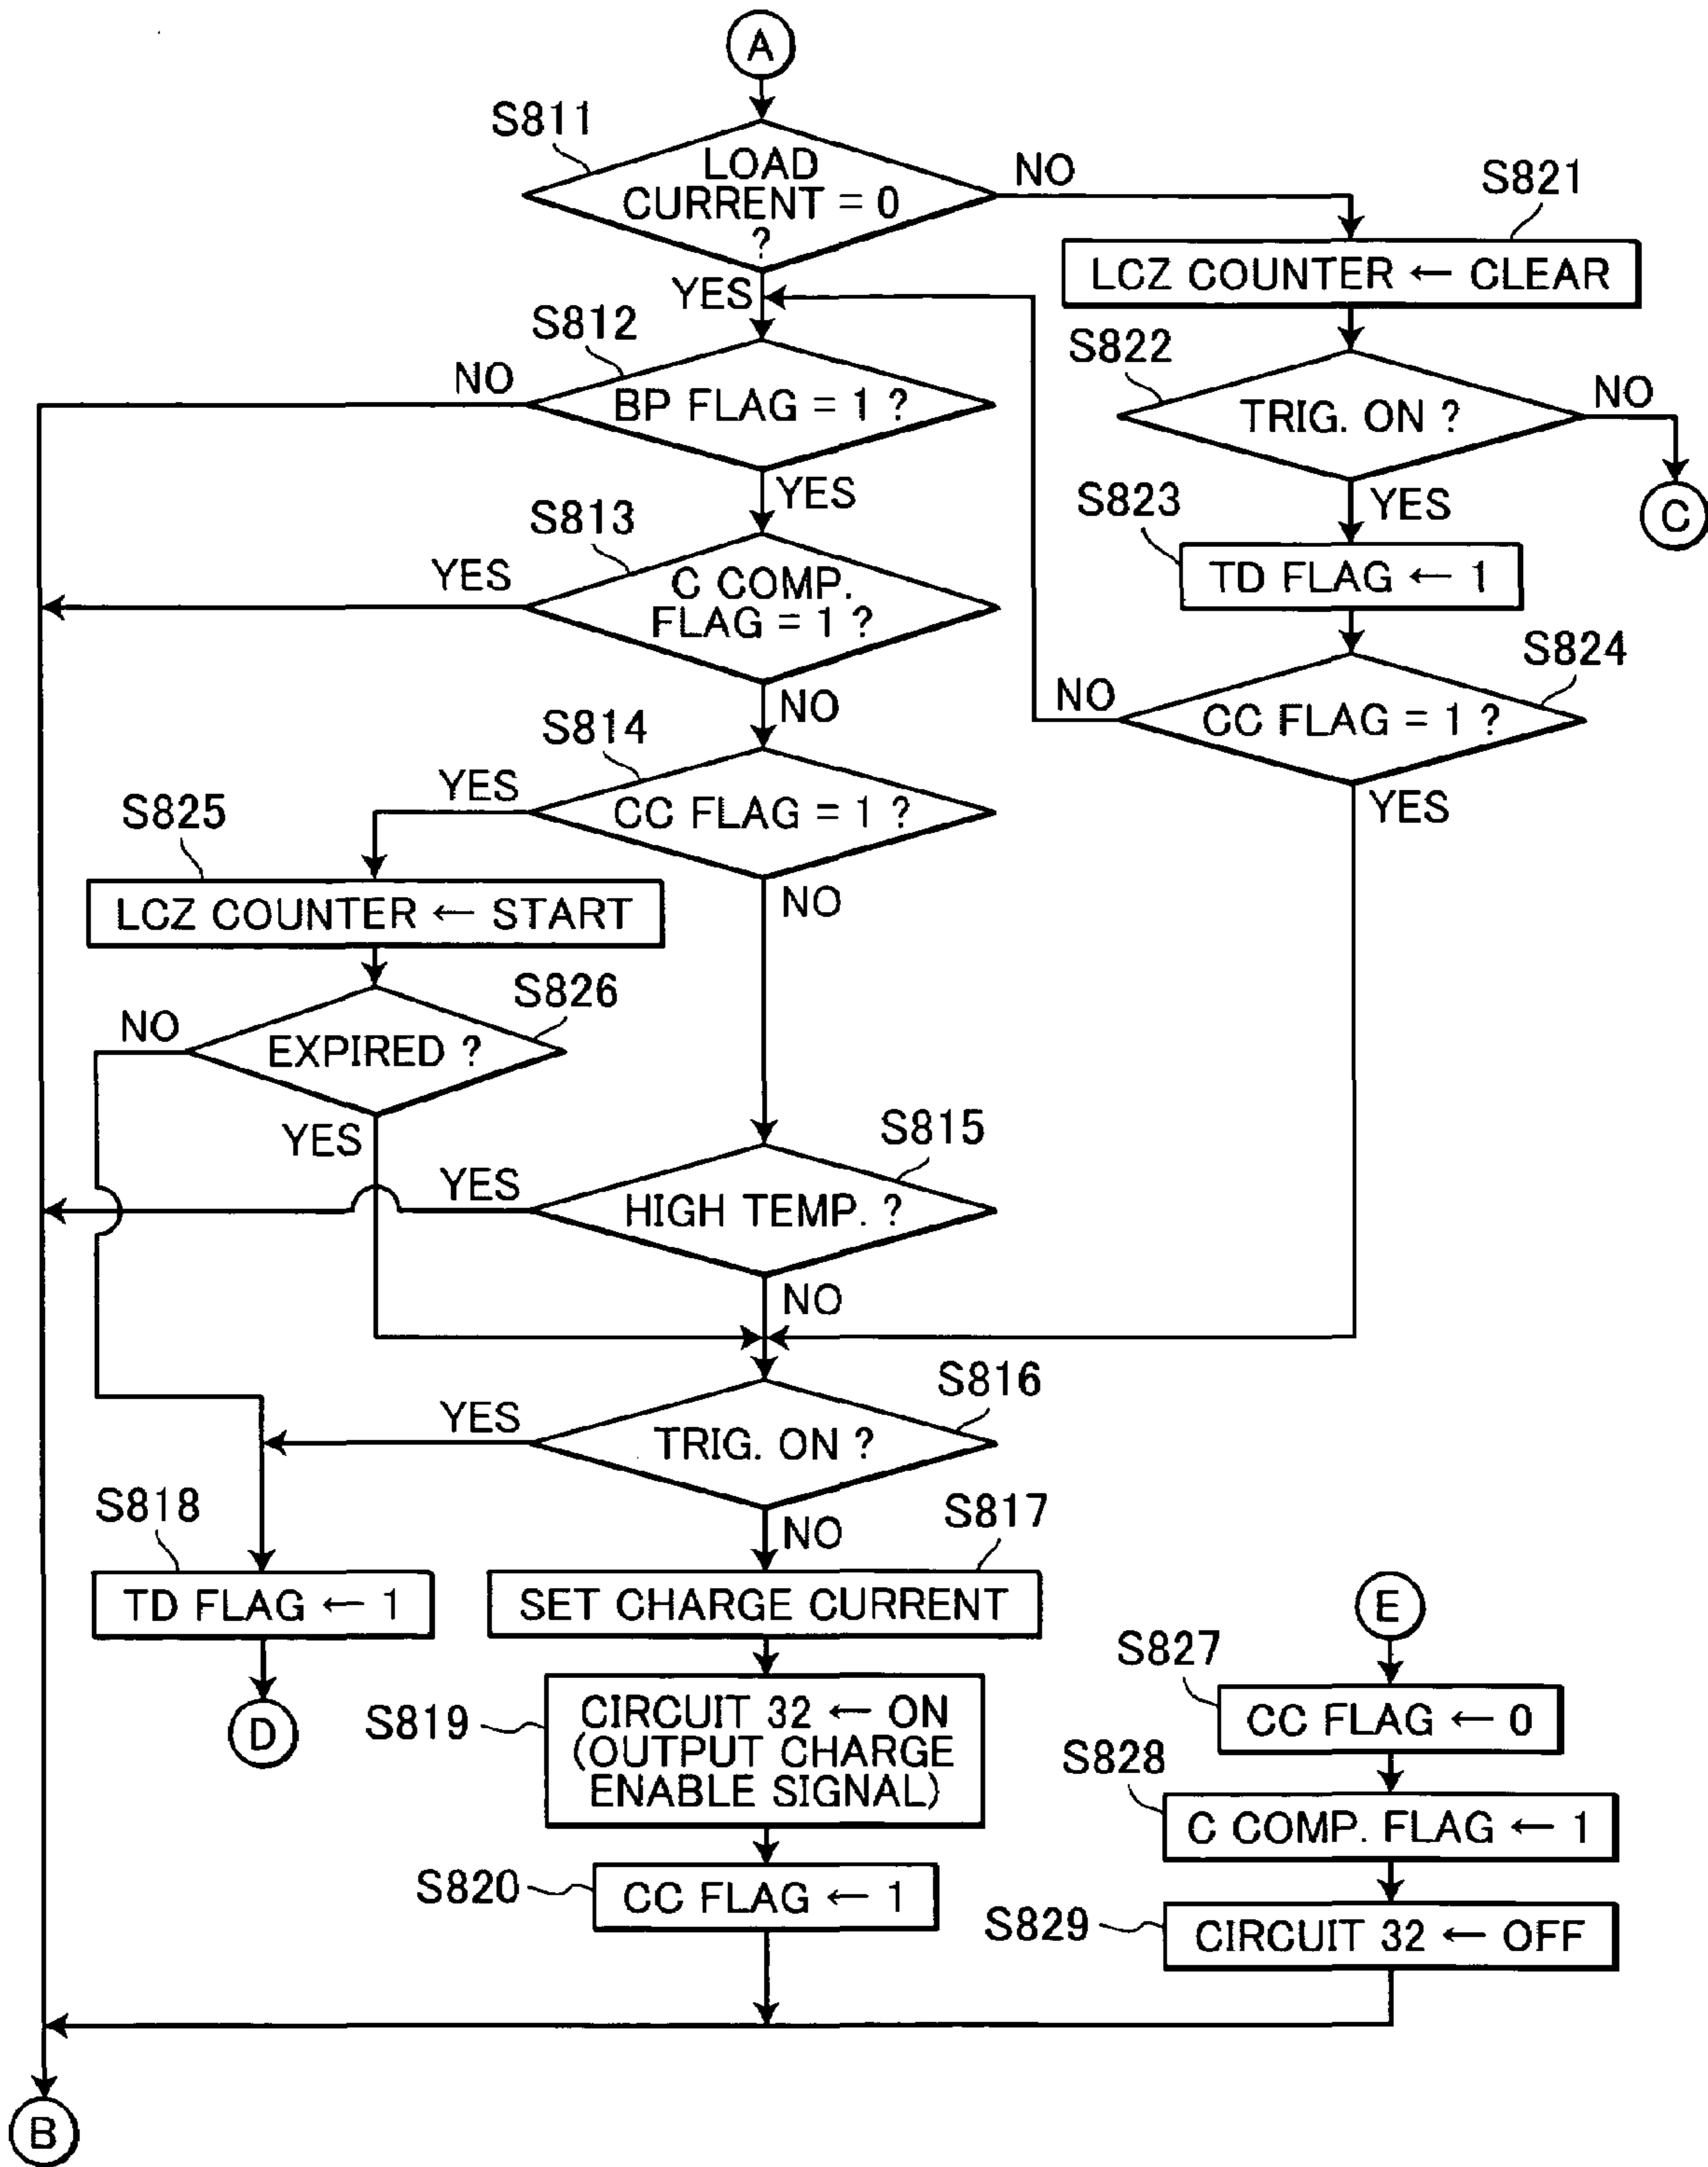 A
S811
LOAD
CURRENT = 0
?
NO
YES
S821
LCZ COUNTER ← CLEAR
S812
BP FLAG = 1 ?
NO
YES
S822
TRIG. ON ?
NO
C
YES
S813
C COMP.
FLAG = 1 ?
YES
NO
S823
TD FLAG ← 1
S824
CC FLAG = 1 ?
NO
YES
S814
CC FLAG = 1 ?
YES
NO
S825
LCZ COUNTER ← START
S826
EXPIRED ?
NO
YES
S815
HIGH TEMP. ?
YES
NO
S816
TRIG. ON ?
YES
NO
S818
TD FLAG ← 1
D
S817
SET CHARGE CURRENT
S819
CIRCUIT 32 ← ON
(OUTPUT CHARGE
ENABLE SIGNAL)
S820
CC FLAG ← 1
E
S827
CC FLAG ← 0
S828
C COMP. FLAG ← 1
S829
CIRCUIT 32 ← OFF
B